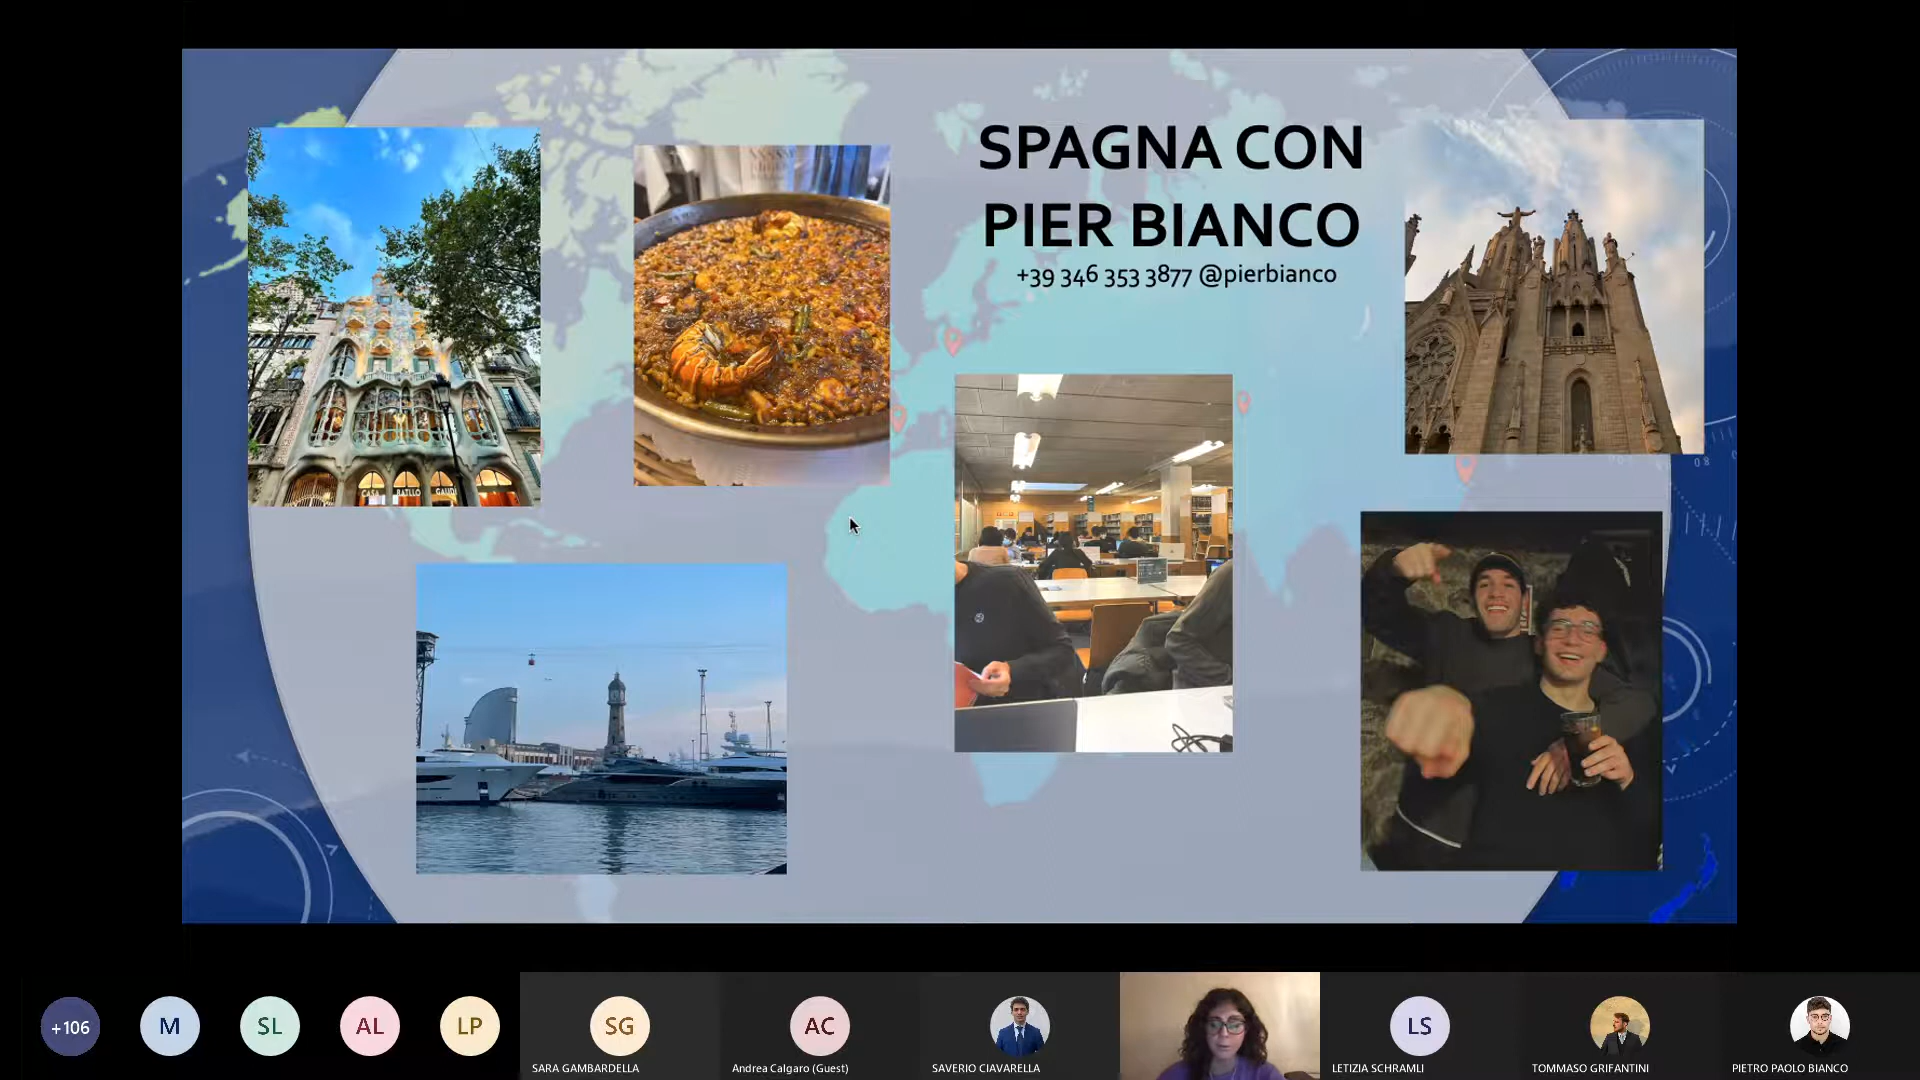 SPAGNA CON
PIER BIANCO
+39 346 353 3877 @pierbianco
CASA BATLLO GAUDI
+106
M
SL
AL
LP
SG
AC
LS
SARA GAMBARDELLA
Andrea Calgaro (Guest)
SAVERIO CIAVARELLA
LETIZIA SCHRAMLI
TOMMASO GRIFANTINI
PIETRO PAOLO BIANCO